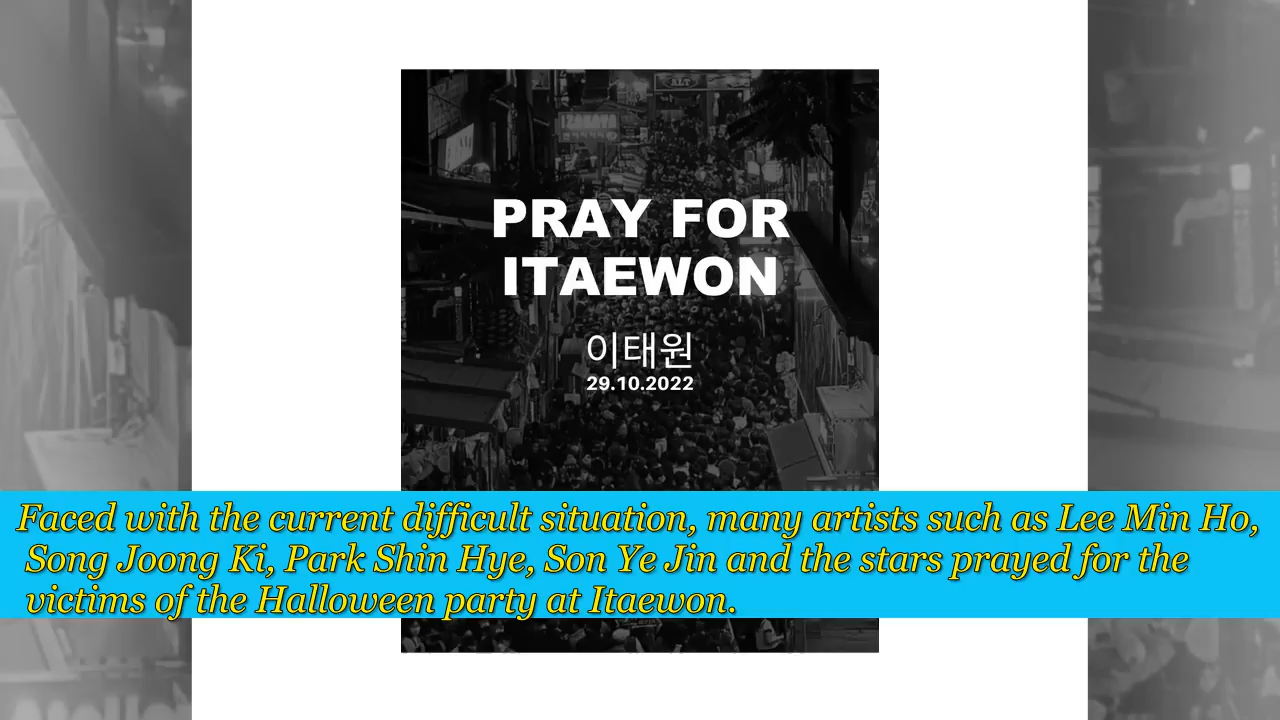 ALT
PRAY FOR
ITAEWON
이태원
29.10.2022
Faced with the current difficult situation, many artists such as Lee Min Ho,
Song Joong Ki, Park Shin Hye, Son Ye Jin and the stars prayed for the
victims of the Halloween party at Itaewon.